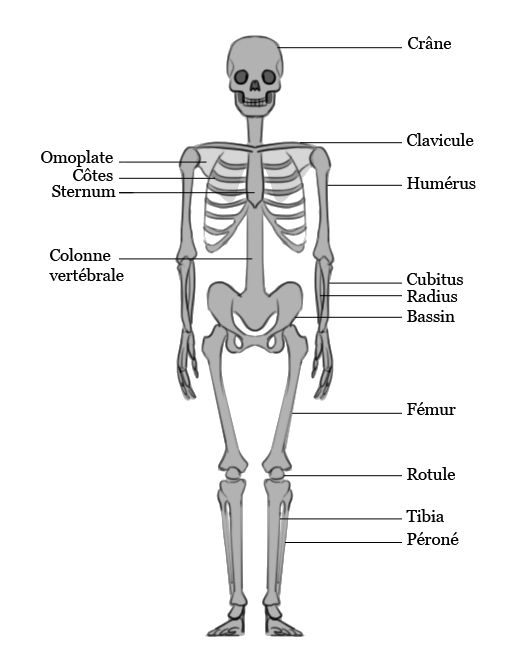 Crâne
Clavicule
Omoplate
Côtes
Humérus
Sternum
Colonne
vertébrale
Cubitus
Radius
Bassin
Fémur
Rotule
Tibia
Péroné